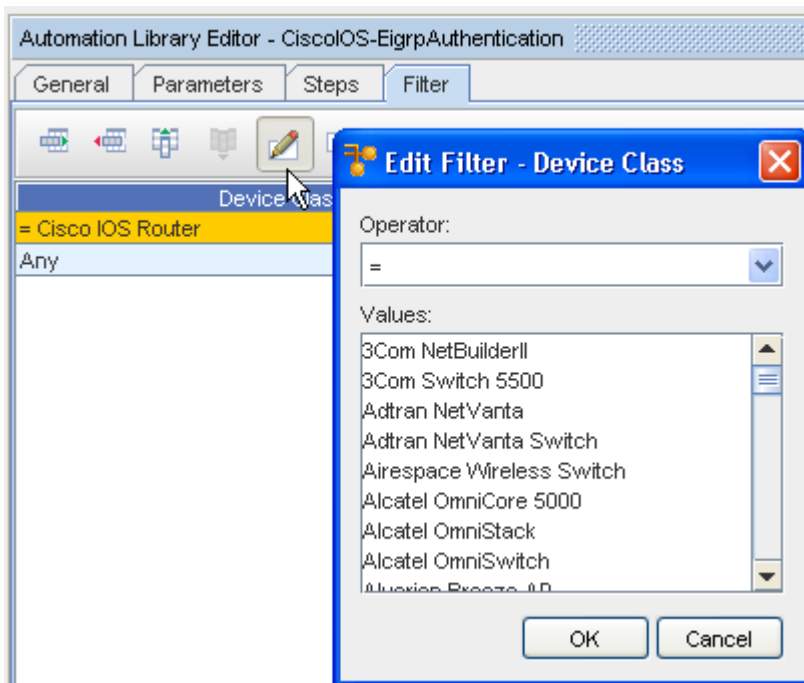 Automation Library Editor - CiscoIOS-EigrpAuthentication
General Parameters Steps Filter
Edit Filter - Device Class
Device
= Cisco IOS Router
Any
Operator:
=
Values:
3Com NetBuilderII
3Com Switch 5500
Adtran NetVanta
Adtran NetVanta Switch
Airespace Wireless Switch
Alcatel OmniCore 5000
Alcatel OmniStack
Alcatel OmniSwitch
OK Cancel